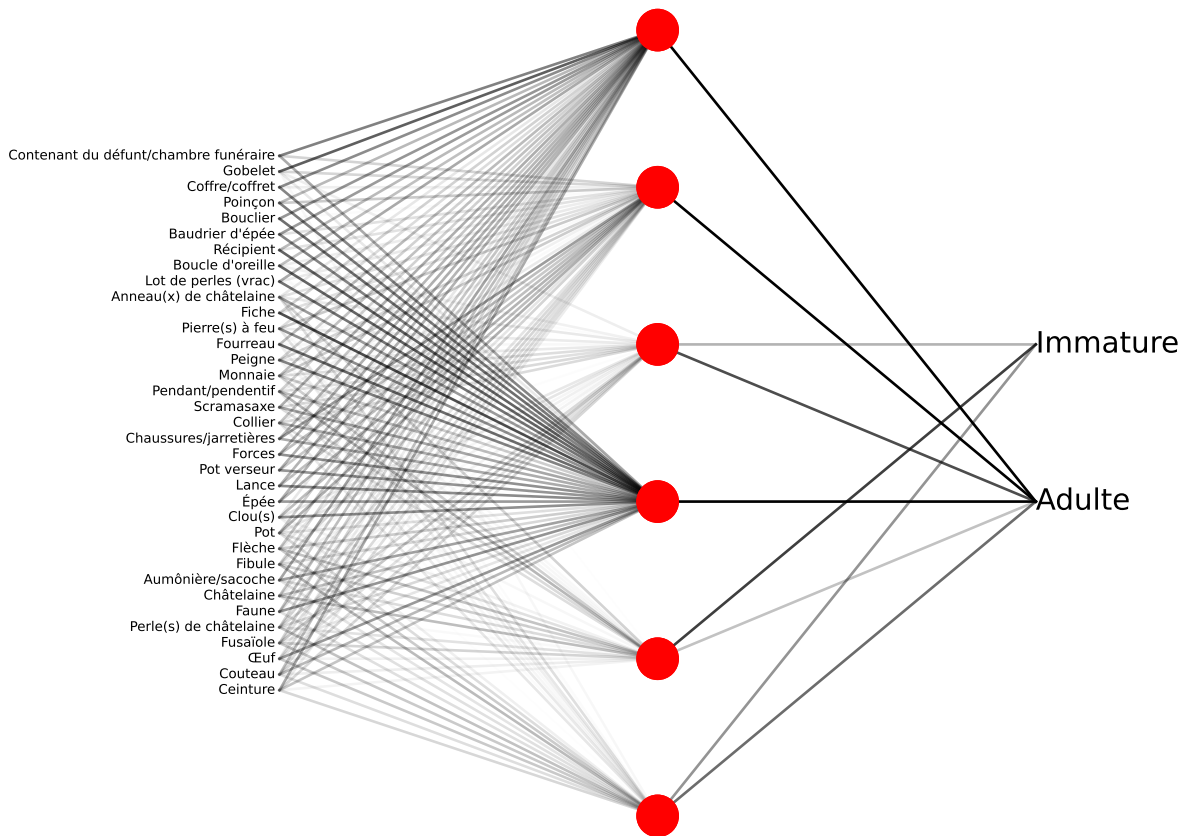 Contenant du défunt/chambre funéraire
Gobelet
Coffre/coffret
Poinçon
Bouclier
Baudrier d'épée
Récipient
Boucle d'oreille
Lot de perles (vrac)
Anneau(x) de châtelaine
Fiche
Pierre(s) à feu
Fourreau
Peigne
Monnaie
Pendant/pendentif
Scramasaxe
Collier
Chaussures/jarretières
Forces
Pot verseur
Lance
Épée
Clou(s)
Pot
Flèche
Fibule
Aumônière/sacoche
Châtelaine
Faune
Perle(s) de châtelaine
Fusaïole
Œuf
Couteau
Ceinture
Immature
Adulte